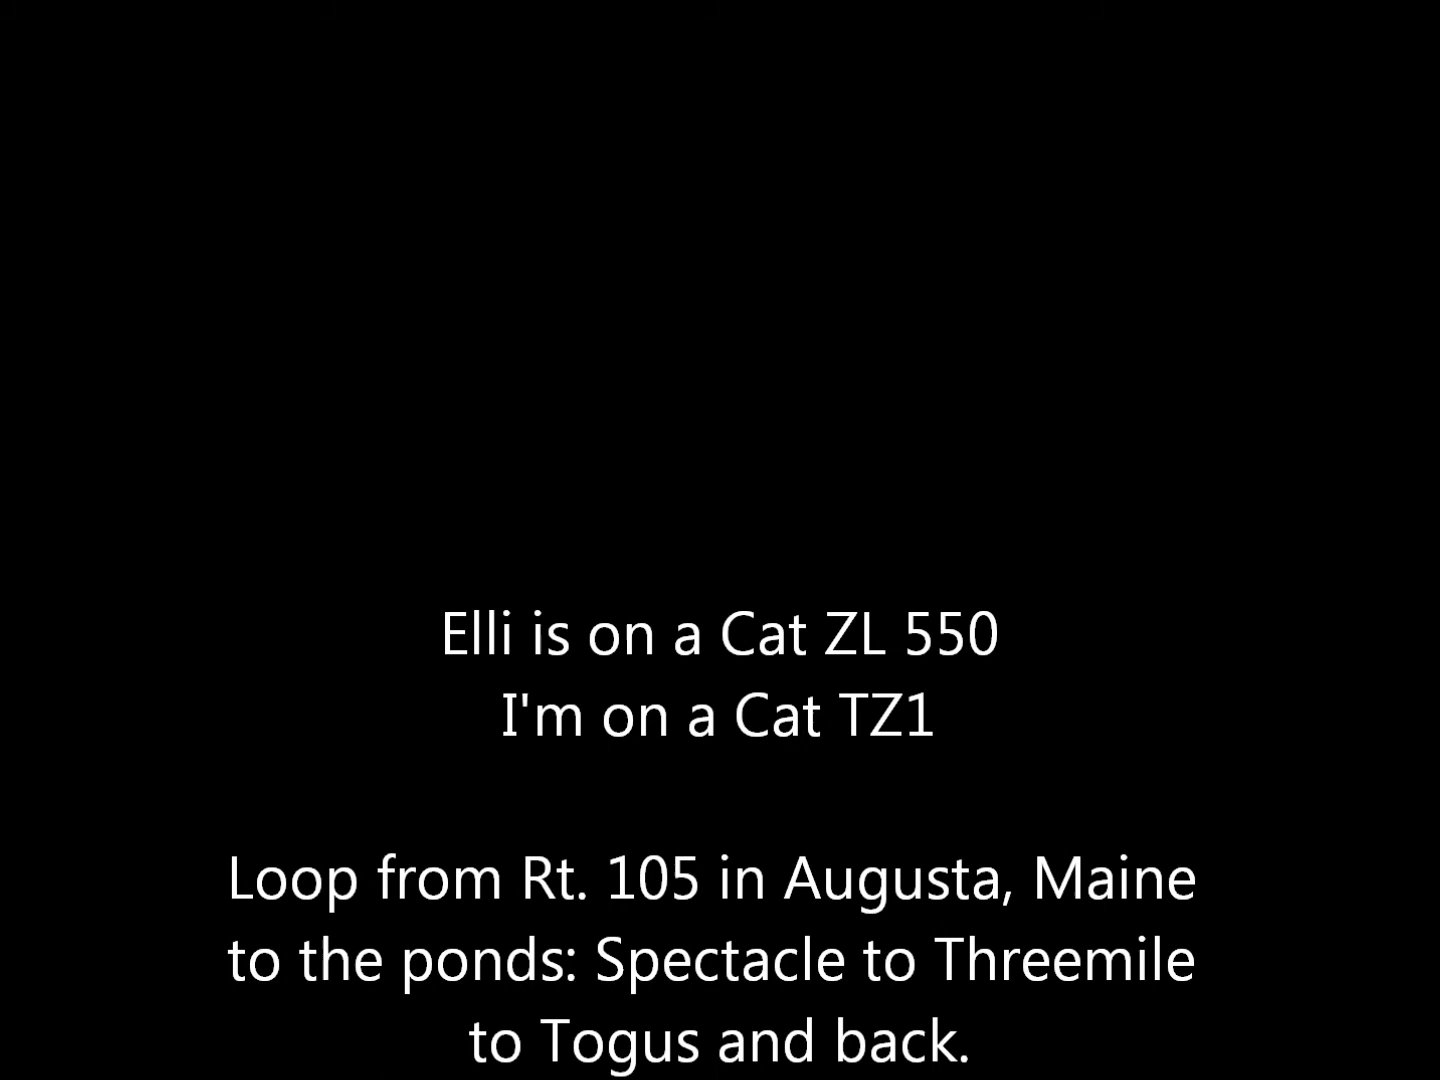 Elli is on a Cat ZL 550
I'm on a Cat TZ1
Loop from Rt. 105 in Augusta, Maine
to the ponds: Spectacle to Threemile
to Togus and back.